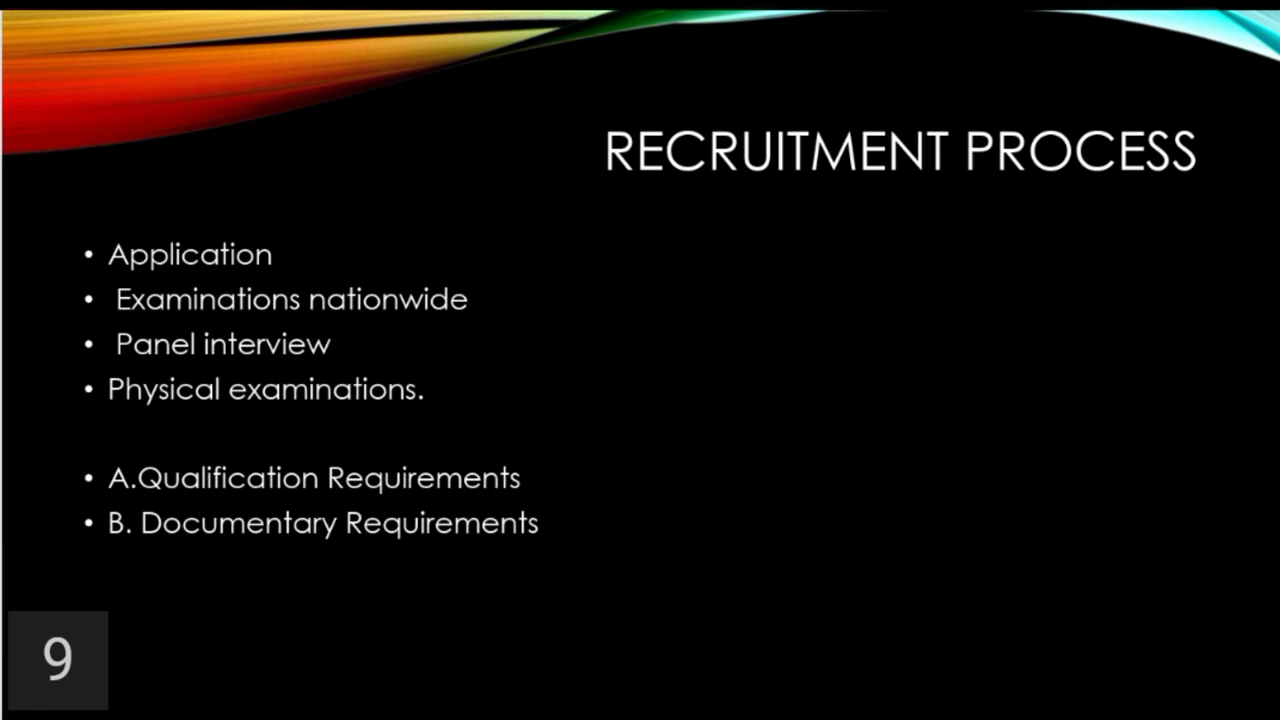 RECRUITMENT PROCESS
• Application
• Examinations nationwide
• Panel interview
• Physical examinations.
• A.Qualification Requirements
• B. Documentary Requirements
9